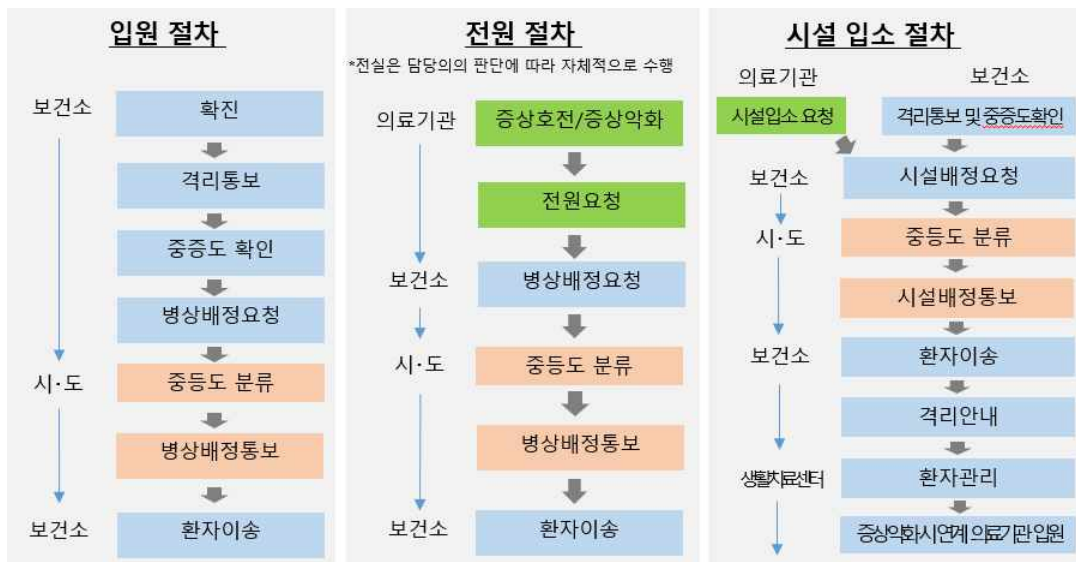 입원 절차
보건소
확진
격리통보
중증도 확인
병상배정요청
시·도
중등도 분류
병상배정통보
보건소
환자이송
전원 절차
*전실은 담당의의 판단에 따라 자체적으로 수행
의료기관
증상호전/증상악화
전원요청
보건소
병상배정요청
시·도
중등도 분류
병상배정통보
보건소
환자이송
시설 입소 절차
의료기관
보건소
시설입소 요청
격리통보 및 중증도확인
보건소
시설배정요청
시·도
중등도 분류
시설배정통보
보건소
환자이송
격리안내
생활치료센터
환자관리
증상악화시 연계 의료기관 입원